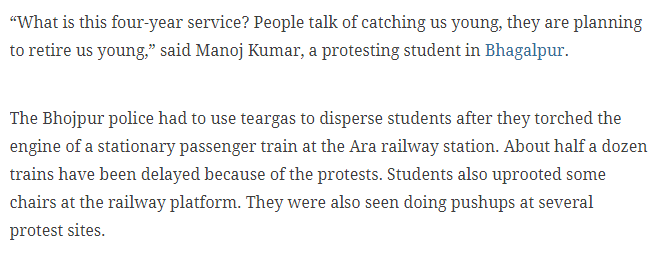 “What is this four-year service? People talk of catching us young, they are planning
to retire us young,” said Manoj Kumar, a protesting student in Bhagalpur.
The Bhojpur police had to use teargas to disperse students after they torched the
engine of a stationary passenger train at the Ara railway station. About half a dozen
trains have been delayed because of the protests. Students also uprooted some
chairs at the railway platform. They were also seen doing pushups at several
protest sites.